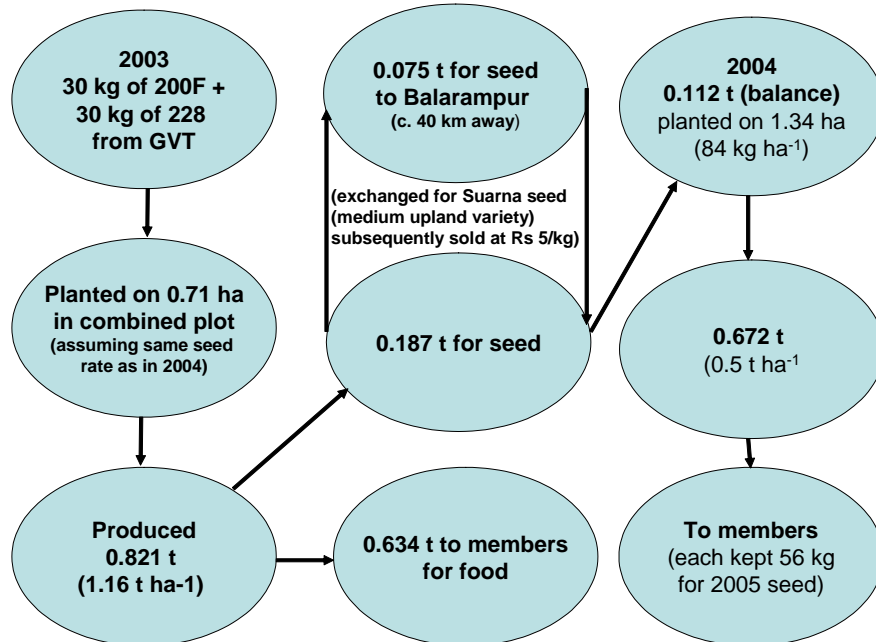 2003
30 kg of 200F +
30 kg of 228
from GVT
Planted on 0.71 ha
in combined plot
(assuming same seed
rate as in 2004)
Produced
0.821 t
(1.16 t ha-1)
0.075 t for seed
to Balarampur
(c. 40 km away)
(exchanged for Suarna seed
(medium upland variety)
subsequently sold at Rs 5/kg)
0.187 t for seed
0.634 t to members
for food
2004
0.112 t (balance)
planted on 1.34 ha
(84 kg ha⁻¹)
0.672 t
(0.5 t ha⁻¹
To members
(each kept 56 kg
for 2005 seed)